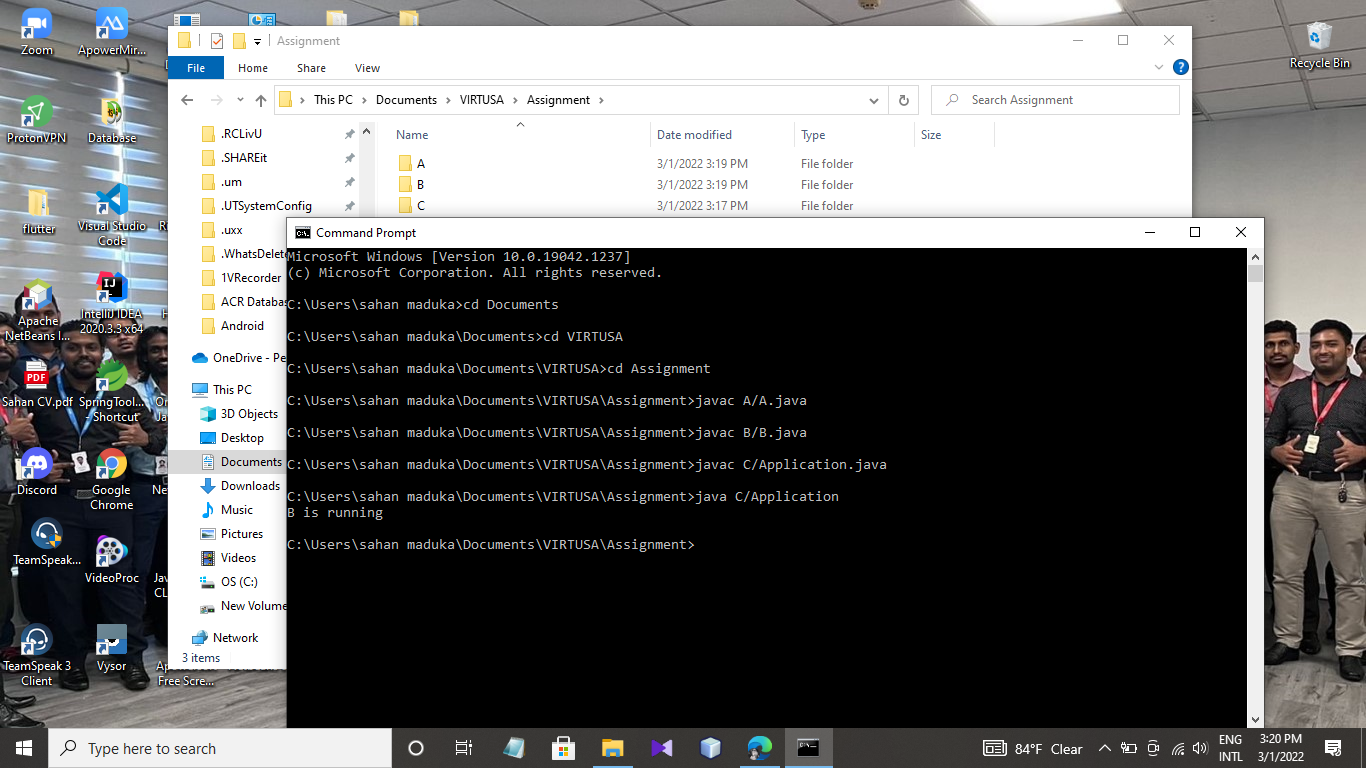 Zoom
ApowerMir...
ProtonVPN
Database
flutter
Visual Studio
Code
Apache
NetBeans I...
IntelliJ IDEA
2020.3.3 x64
PDF
Sahan CV.pdf
SpringTool...
- Shortcut
Discord
Google
Chrome
TeamSpeak...
VideoProc
TeamSpeak 3
Client
Vysor
Free Scre...
Recycle Bin
Assignment
File
Home
Share
View
This PC
Documents
VIRTUSA
Assignment
Search Assignment
.RCLivU
.SHAREit
.um
.UTSystemConfig
.uxx
.WhatsDelete
1VRecorder
ACR Databas
Android
OneDrive - Pe
This PC
3D Objects
Desktop
Documents
Downloads
Music
Pictures
Videos
OS (C:)
New Volume
Network
3 items
Name Date modified Type Size
A 3/1/2022 3:19 PM File folder
B 3/1/2022 3:19 PM File folder
C 3/1/2022 3:17 PM File folder
Command Prompt
Microsoft Windows [Version 10.0.19042.1237]
(c) Microsoft Corporation. All rights reserved.
C:\Users\sahan maduka>cd Documents
C:\Users\sahan maduka\Documents>cd VIRTUSA
C:\Users\sahan maduka\Documents\VIRTUSA>cd Assignment
C:\Users\sahan maduka\Documents\VIRTUSA\Assignment>javac A/A.java
C:\Users\sahan maduka\Documents\VIRTUSA\Assignment>javac B/B.java
C:\Users\sahan maduka\Documents\VIRTUSA\Assignment>javac C/Application.java
C:\Users\sahan maduka\Documents\VIRTUSA\Assignment>java C/Application
B is running
C:\Users\sahan maduka\Documents\VIRTUSA\Assignment>
Type here to search
84°F Clear
ENG
INTL
3:20 PM
3/1/2022